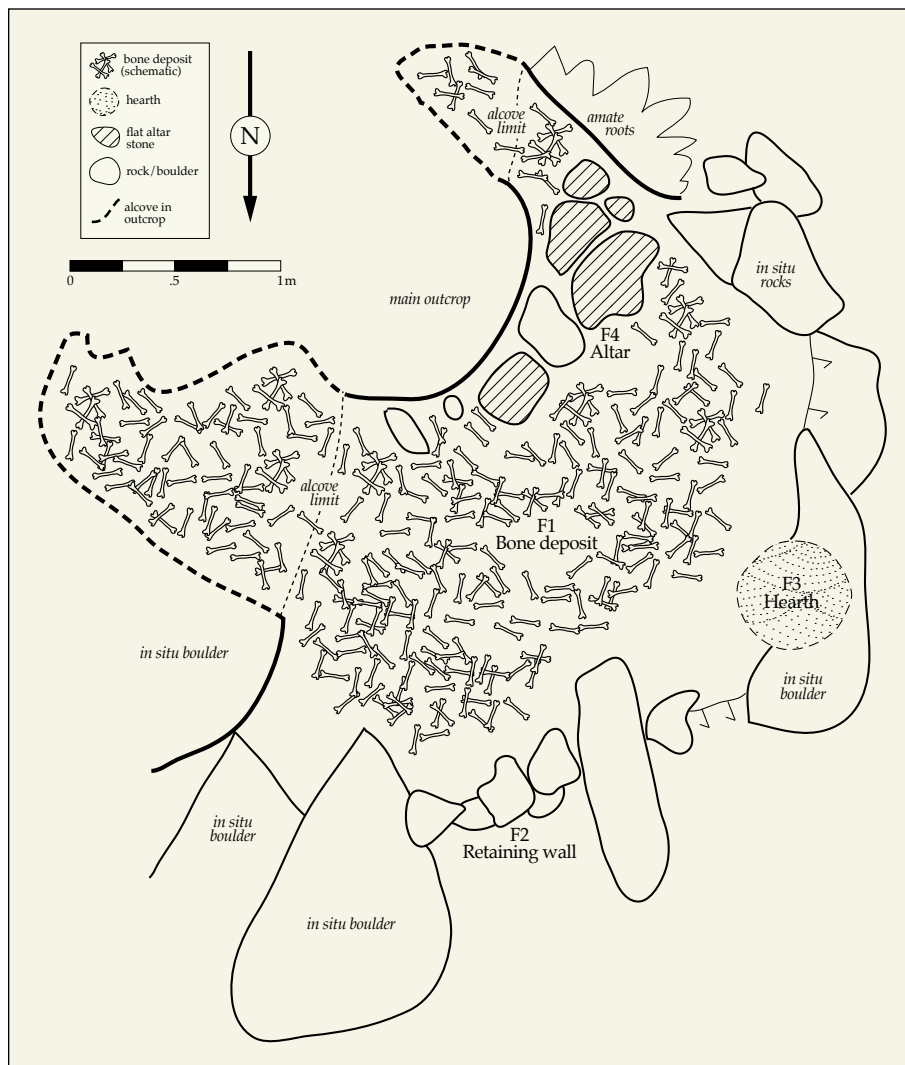 bone deposit
(schematic)
hearth
flat altar
stone
rock/boulder
alcove in
outcrop
N
0
.5
1m
alcove
limit
amate
roots
main outcrop
in situ
rocks
F4
Altar
alcove
limit
F1
Bone deposit
F3
Hearth
in situ boulder
in situ
boulder
in situ
boulder
F2
Retaining wall
in situ boulder